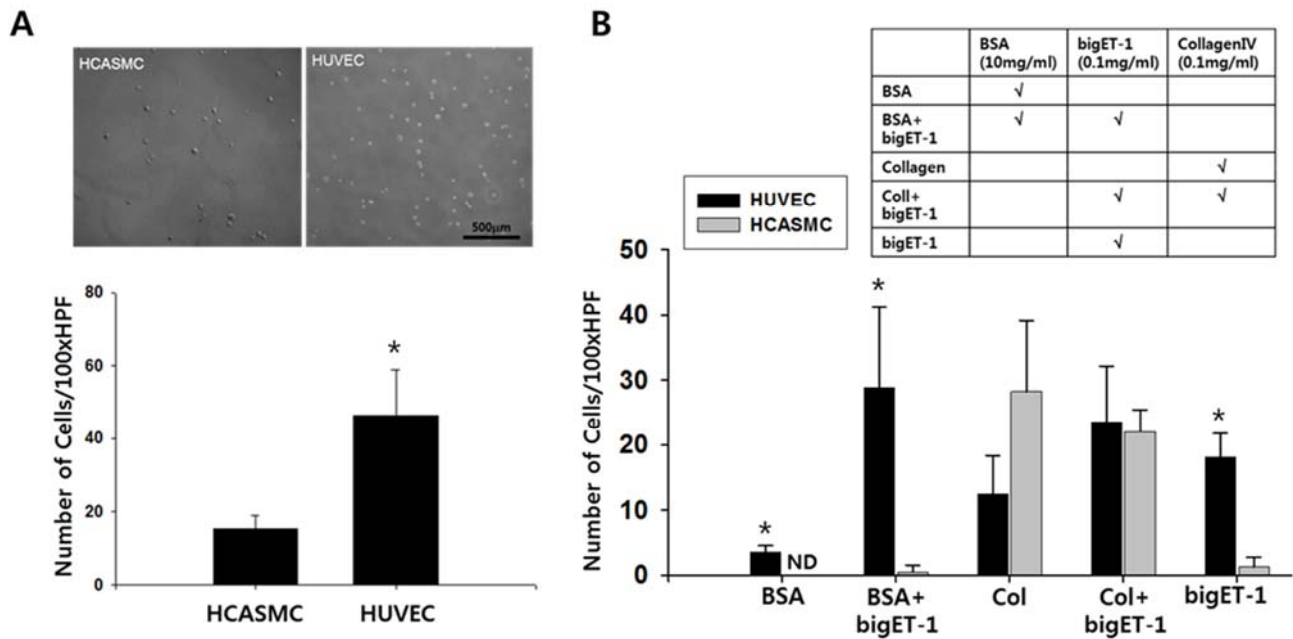 A
HCASMC
HUVEC
500μm
80
60
40
20
0
Number of Cells/100xHPF
*
HCASMC
HUVEC
B
BSA
(10mg/ml)
bigET-1
(0.1mg/ml)
CollagenIV
(0.1mg/ml)
BSA
√
BSA+
bigET-1
√
√
Collagen
√
Coll+
bigET-1
√
√
bigET-1
√
HUVEC
HCASMC
50
40
30
20
10
0
Number of Cells/100xHPF
*
ND
*
*
BSA
BSA+
bigET-1
Col
Col+
bigET-1
bigET-1